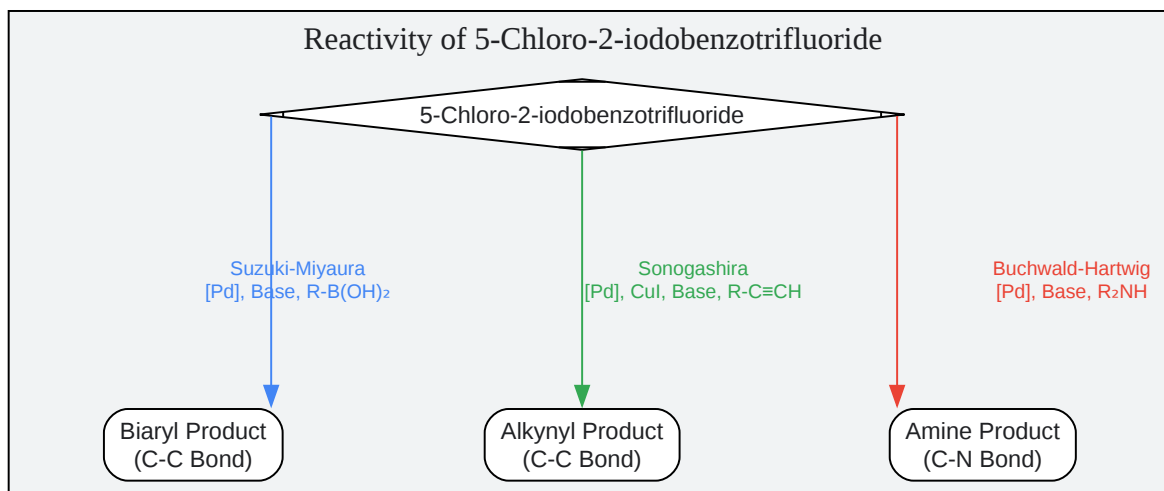 Reactivity of 5-Chloro-2-iodobenzotrifluoride
5-Chloro-2-iodobenzotrifluoride
Suzuki-Miyaura
[Pd], Base, R-B(OH)₂
Sonogashira
[Pd], CuI, Base, R-C≡CH
Buchwald-Hartwig
[Pd], Base, R₂NH
Biaryl Product
(C-C Bond)
Alkynyl Product
(C-C Bond)
Amine Product
(C-N Bond)